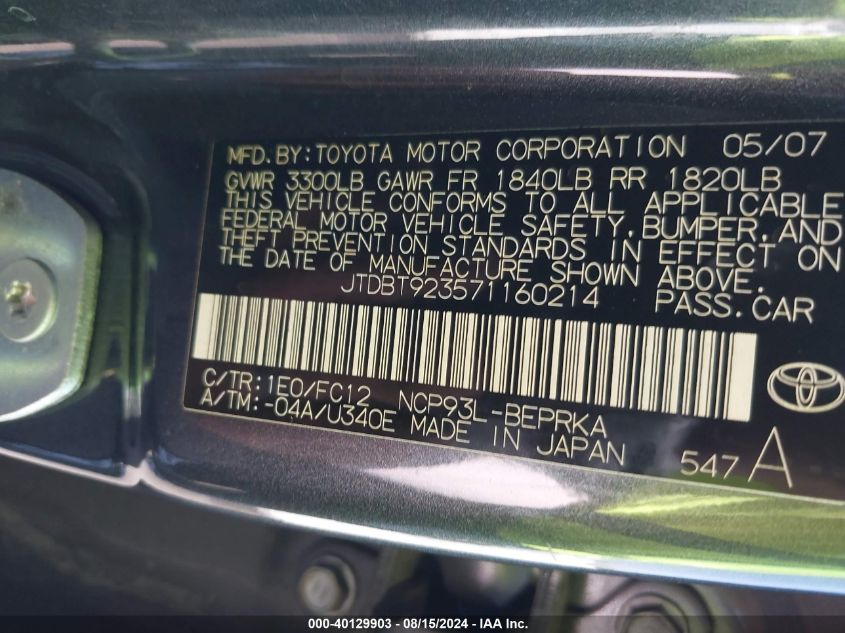 MFD.BY:TOYOTA MOTOR CORPORATION 05/07
GVWR 3300LB GAWR FR 1840LB RR 1820LB
THIS VEHICLE CONFORMS TO ALL APPLICABLE
FEDERAL MOTOR VEHICLE SAFETY,BUMPER,AND
THEFT PREVENTION STANDARDS IN EFFECT ON
THE DATE OF MANUFACTURE SHOWN ABOVE.
JTDBT923571160214 PASS.CAR
C/TR:1E0/FC12 NCP93L-BEPRKA
A/TM:-04A/U340E MADE IN JAPAN
547 A
000-40129903 - 08/15/2024 - IAA Inc.